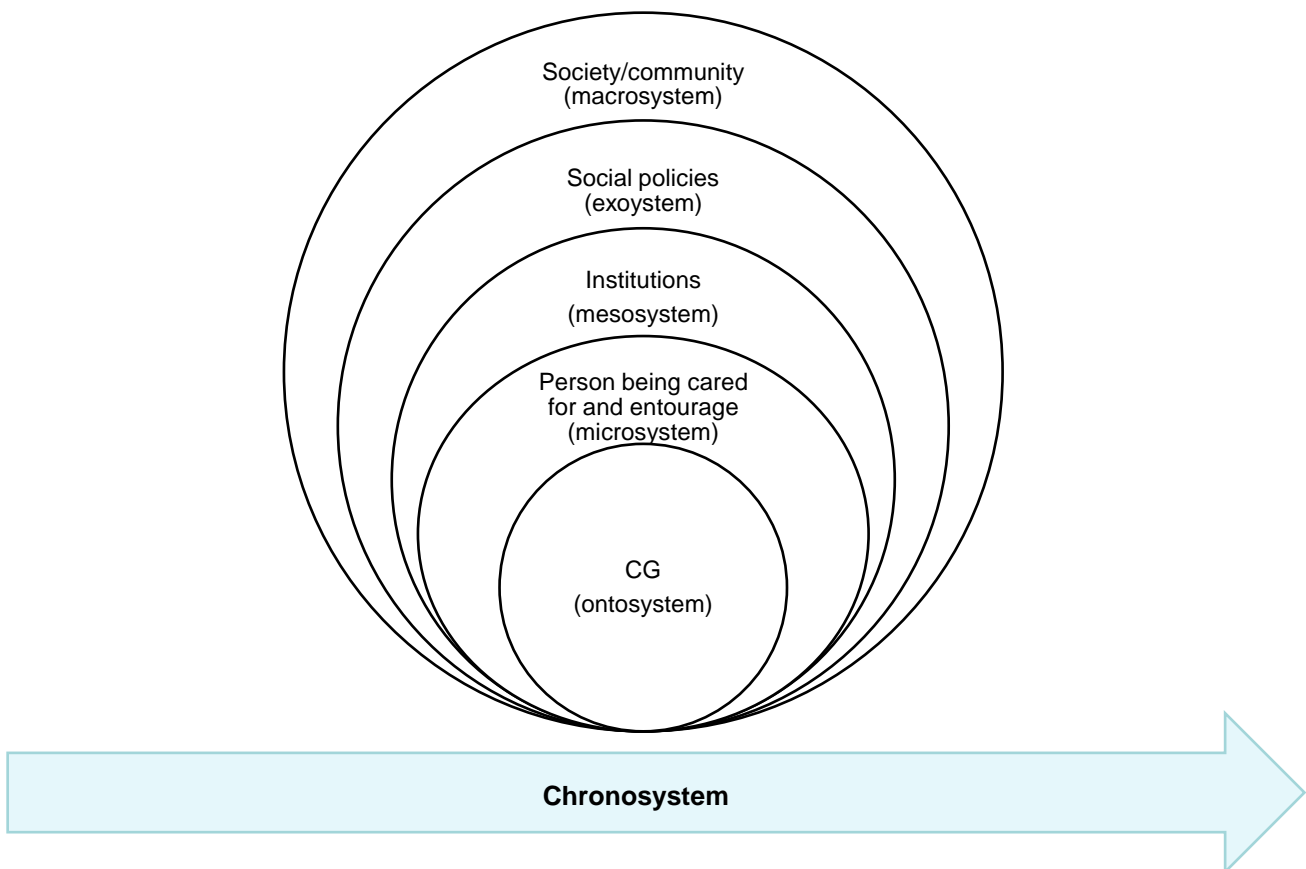 Society/community
(macrosystem)
Social policies
(exoystem)
Institutions
(mesosystem)
Person being cared
for and entourage
(microsystem)
CG
(ontosystem)
Chronosystem